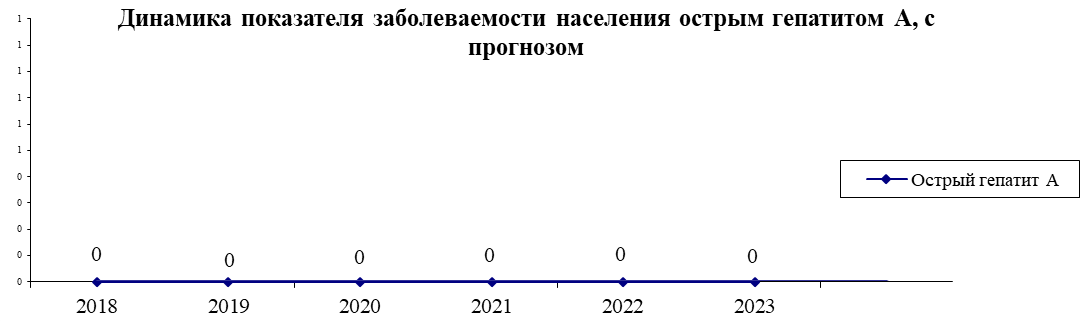 Динамика показателя заболеваемости населения острым гепатитом А, с
прогнозом
1
1
1
1
1
1
0
0
0
0
0
0 0 0 0 0 0
2018 2019 2020 2021 2022 2023
Острый гепатит А